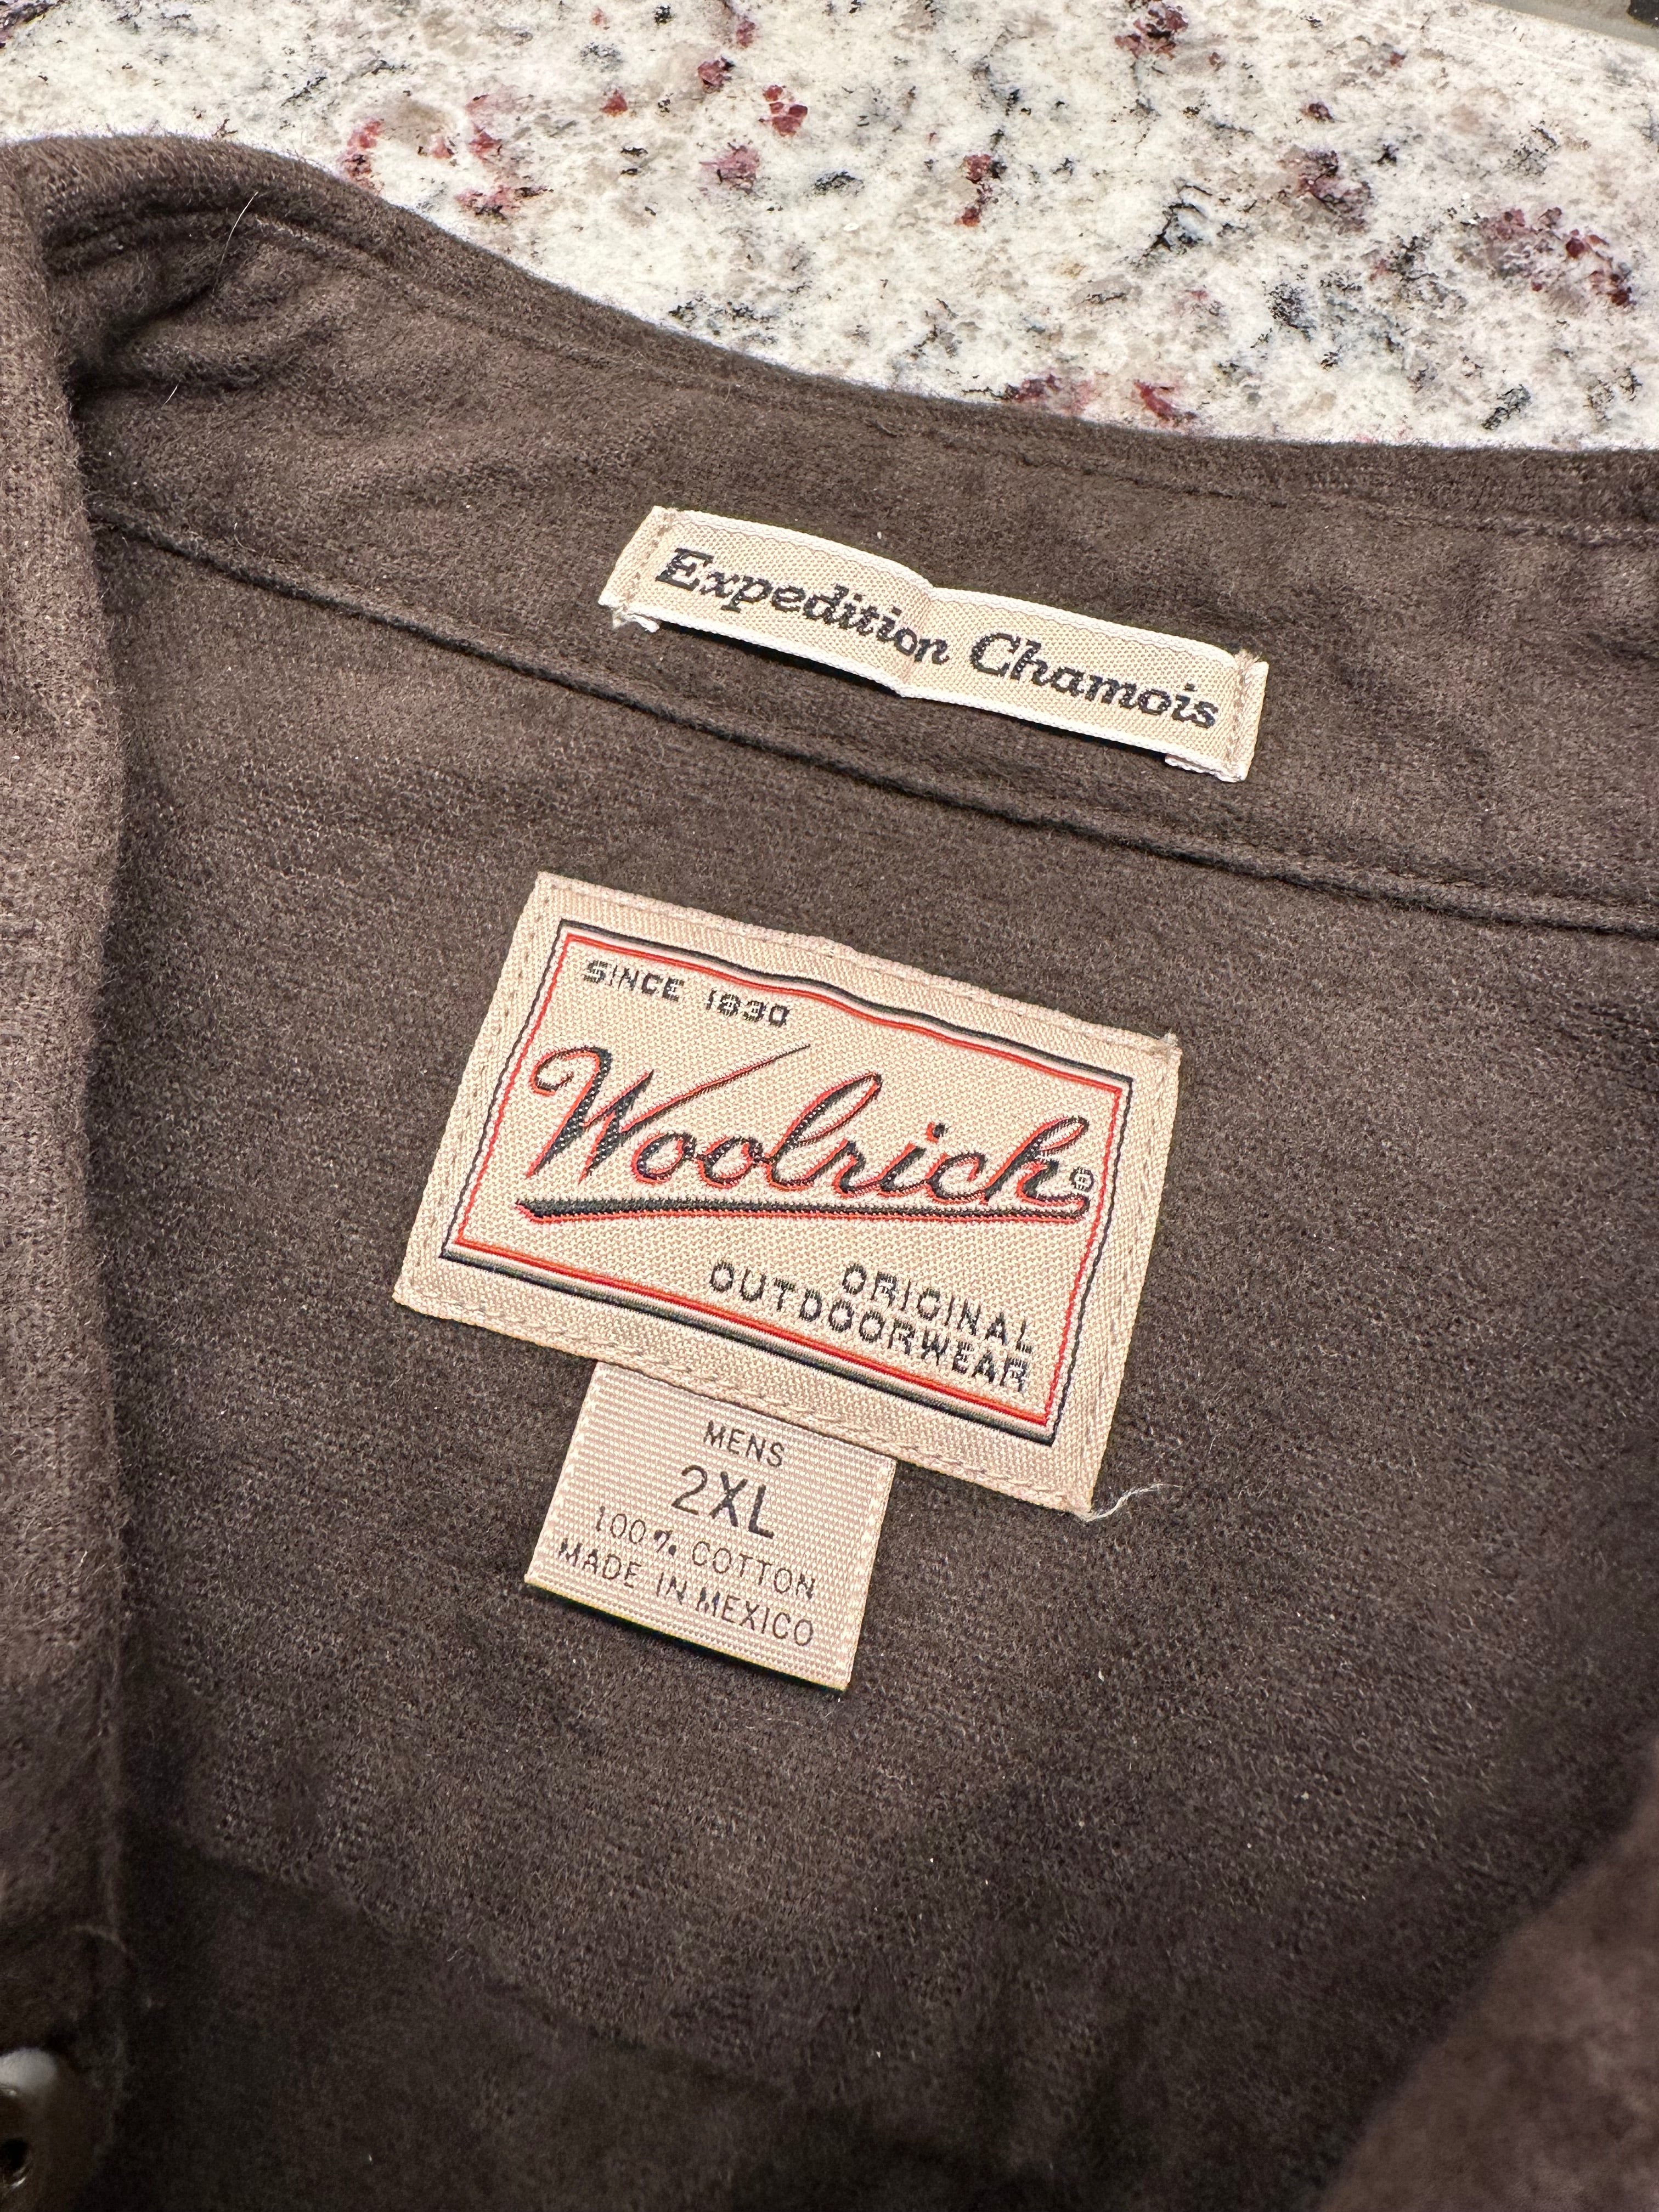 Expedition Chamois
SINCE 1830
Woolrich®
ORIGINAL
OUTDOORWEAR
MENS
2XL
100% COTTON
MADE IN MEXICO